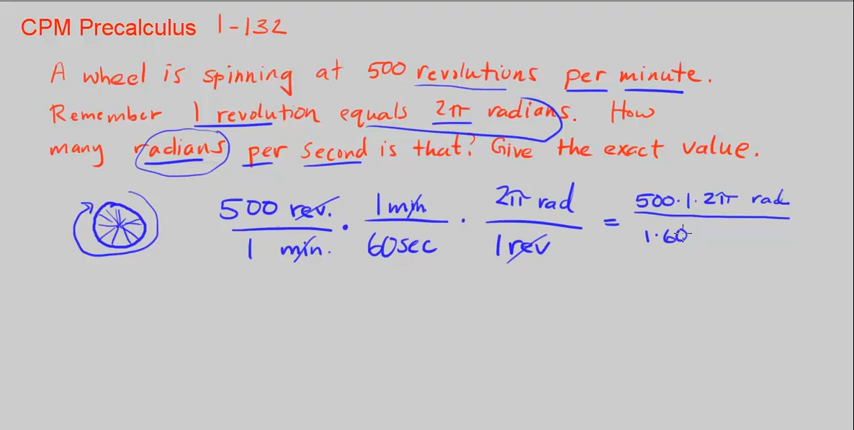 CPM Precalculus 1-132
A wheel is spinning at 500 revolutions per minute.
Remember 1 revolution equals 2π radians. How
many radians per second is that? Give the exact value.
500 rev. / 1 min. · 1 min / 60 sec · 2π rad / 1 rev = 500·1·2π rad / 1·60